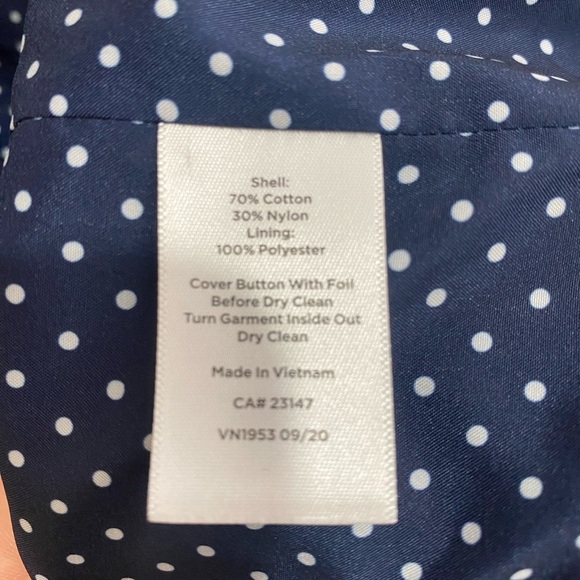 Shell:
70% Cotton
30% Nylon
Lining:
100% Polyester
Cover Button With Foil
Before Dry Clean
Turn Garment Inside Out
Dry Clean
Made In Vietnam
CA# 23147
VN1953 09/20